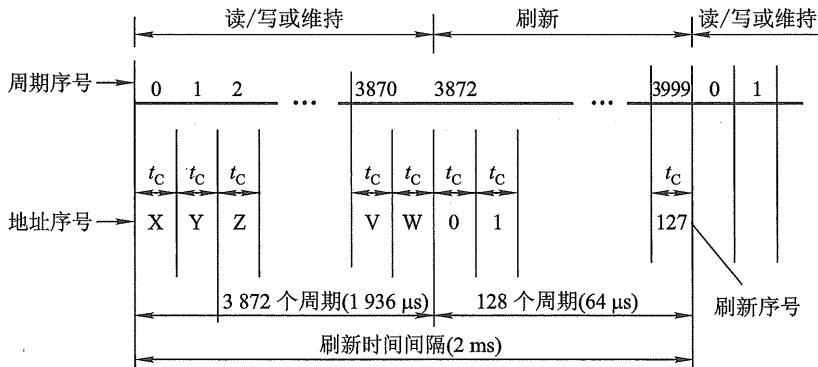 读/写或维持 刷新 读/写或维持
周期序号 0 1 2 ··· 3870 3872 ··· 3999 0 1
tC tC tC tC tC tC tC tC
地址序号 X Y Z V W 0 1 127
3 872 个周期(1 936 μs) 128 个周期(64 μs) 刷新序号
刷新时间间隔(2 ms)